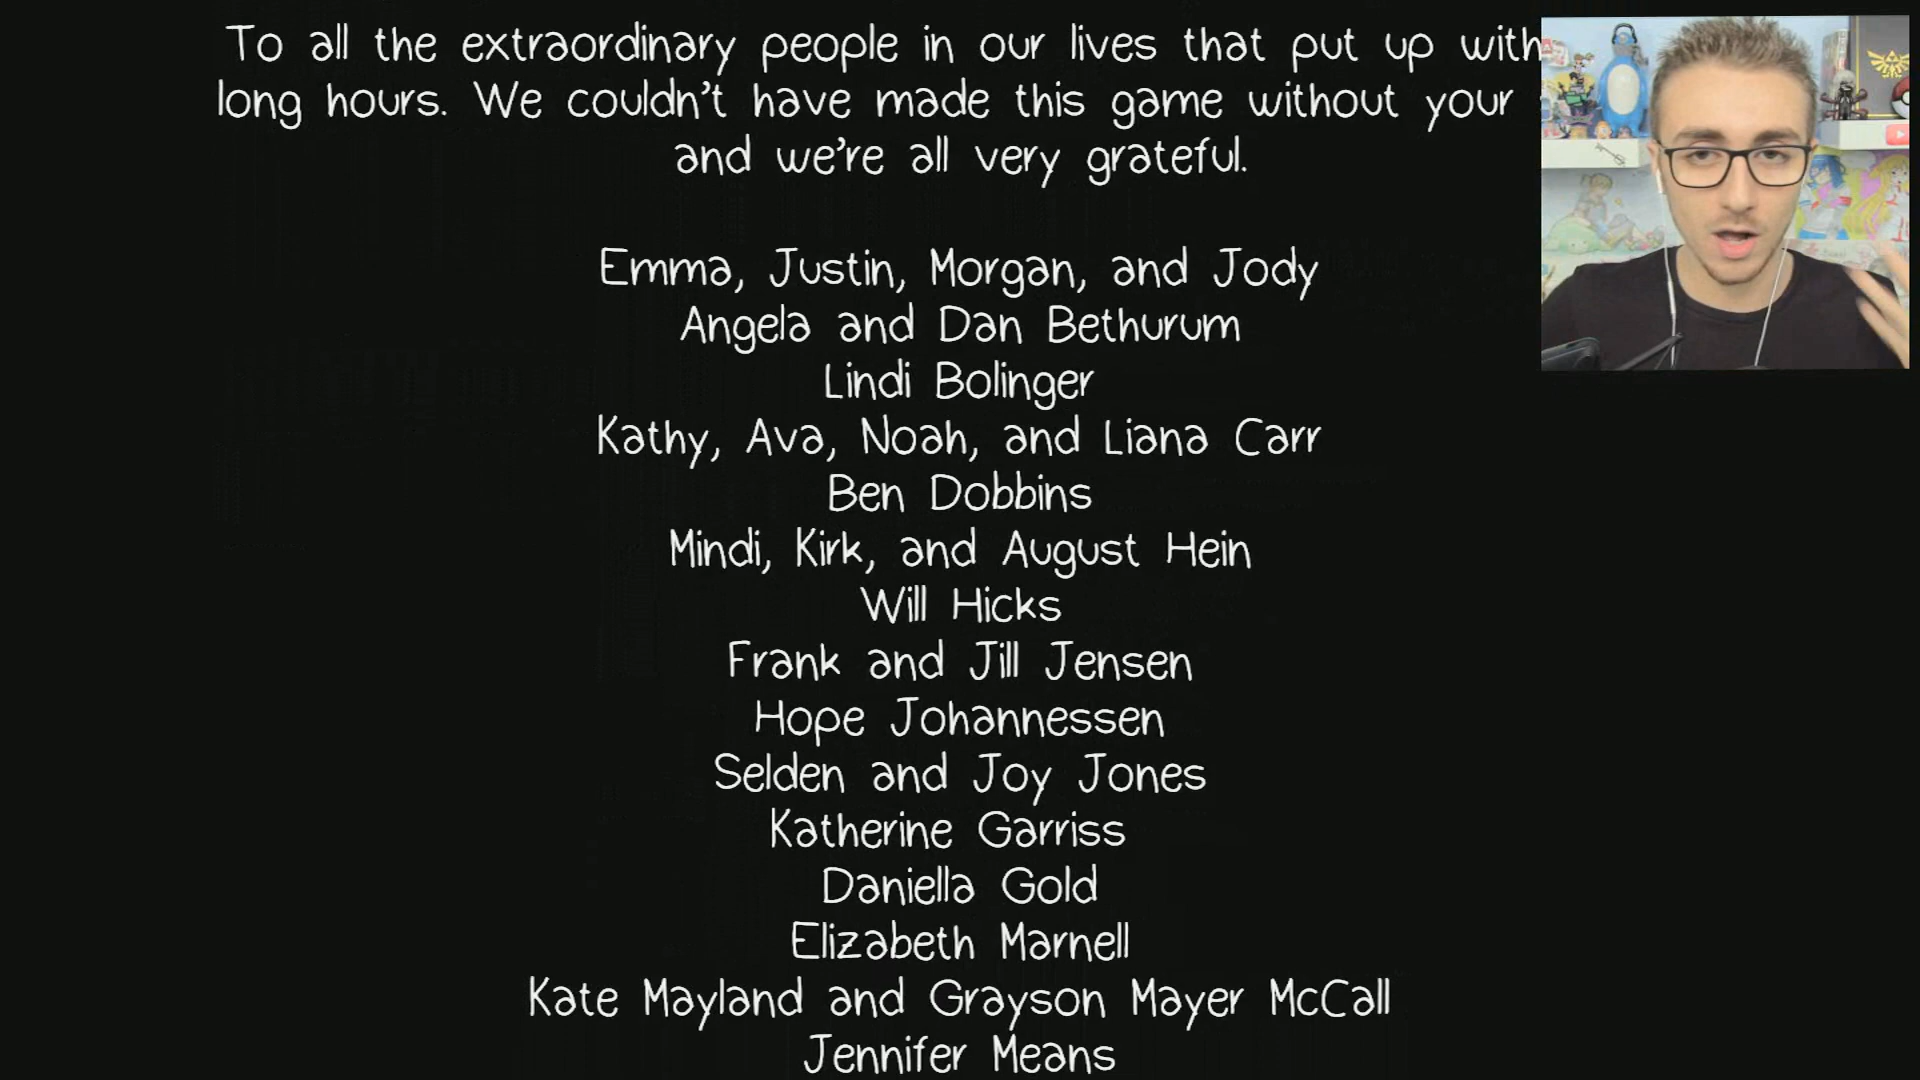 To all the extraordinary people in our lives that put up with
long hours. We couldn't have made this game without your
and we're all very grateful.
Emma, Justin, Morgan, and Jody
Angela and Dan Bethurum
Lindi Bolinger
Kathy, Ava, Noah, and Liana Carr
Ben Dobbins
Mindi, Kirk, and August Hein
Will Hicks
Frank and Jill Jensen
Hope Johannessen
Selden and Joy Jones
Katherine Garriss
Daniella Gold
Elizabeth Marnell
Kate Mayland and Grayson Mayer McCall
Jennifer Means